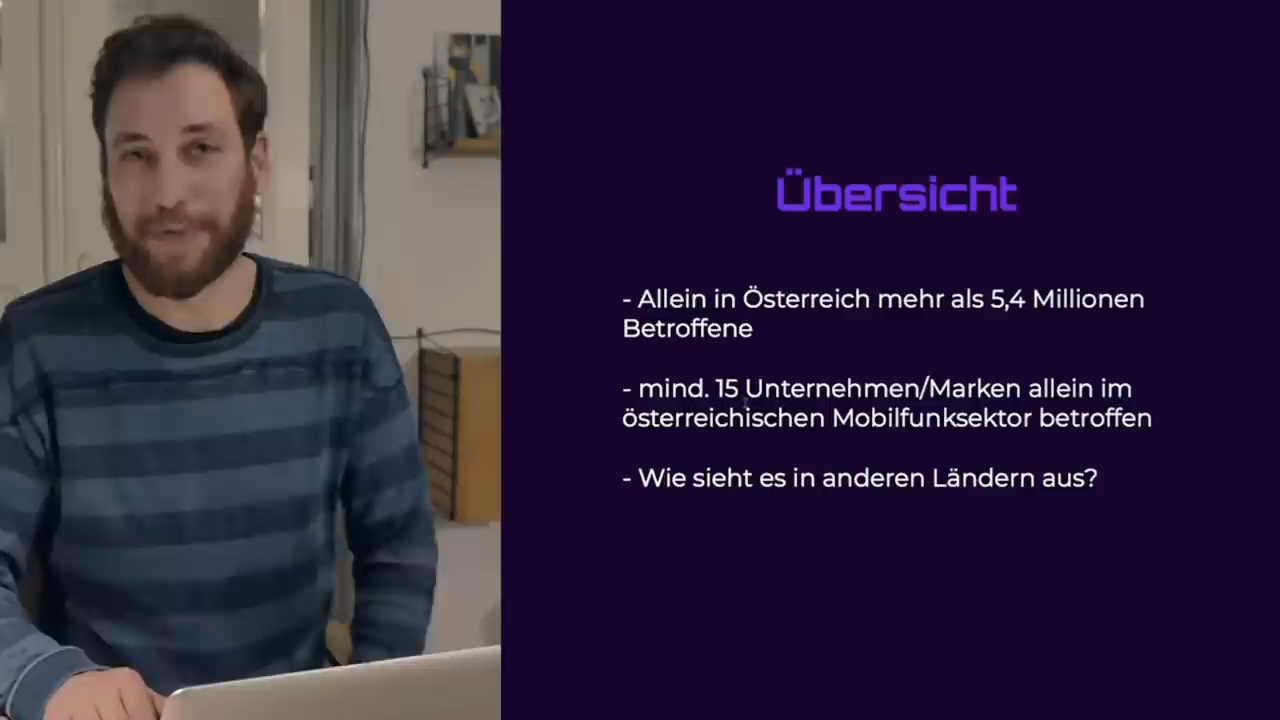 Übersicht
- Allein in Österreich mehr als 5,4 Millionen
Betroffene
- mind. 15 Unternehmen/Marken allein im
österreichischen Mobilfunksektor betroffen
- Wie sieht es in anderen Ländern aus?